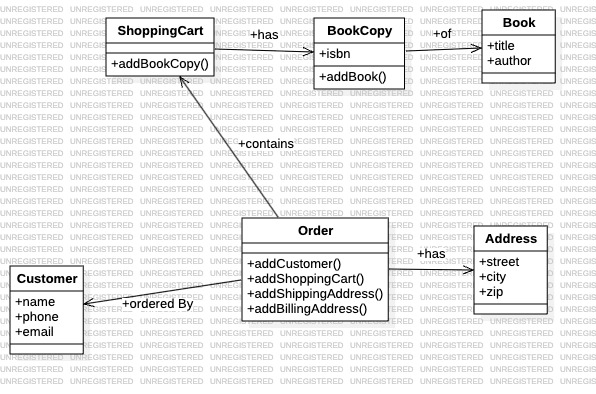 ShoppingCart
+addBookCopy()
+has
BookCopy
+isbn
+addBook()
+of
Book
+title
+author
+contains
Order
+addCustomer()
+addShoppingCart()
+addShippingAddress()
+addBillingAddress()
+has
Address
+street
+city
+zip
Customer
+name
+phone
+email
+ordered By
UNREGISTERED